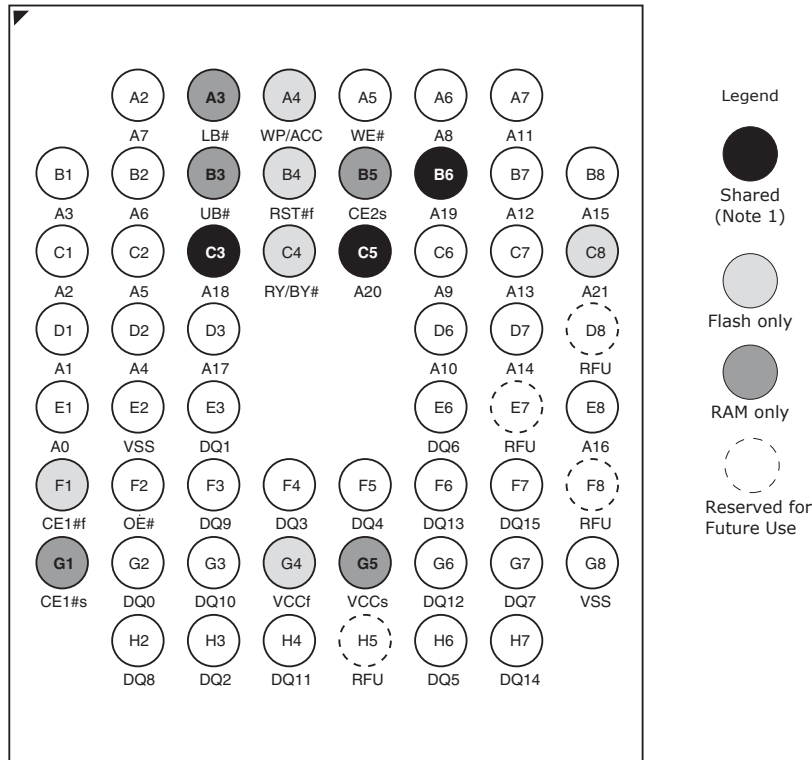 A2 A3 A4 A5 A6 A7
A7 LB# WP/ACC WE# A8 A11
B1 B2 B3 B4 B5 B6 B7 B8
A3 A6 UB# RST#f CE2s A19 A12 A15
C1 C2 C3 C4 C5 C6 C7 C8
A2 A5 A18 RY/BY# A20 A9 A13 A21
D1 D2 D3 D6 D7 D8
A1 A4 A17 A10 A14 RFU
E1 E2 E3 E6 E7 E8
A0 VSS DQ1 DQ6 RFU A16
F1 F2 F3 F4 F5 F6 F7 F8
CE1#f OE# DQ9 DQ3 DQ4 DQ13 DQ15 RFU
G1 G2 G3 G4 G5 G6 G7 G8
CE1#s DQ0 DQ10 VCCf VCCs DQ12 DQ7 VSS
H2 H3 H4 H5 H6 H7
DQ8 DQ2 DQ11 RFU DQ5 DQ14
Legend
Shared
(Note 1)
Flash only
RAM only
Reserved for
Future Use